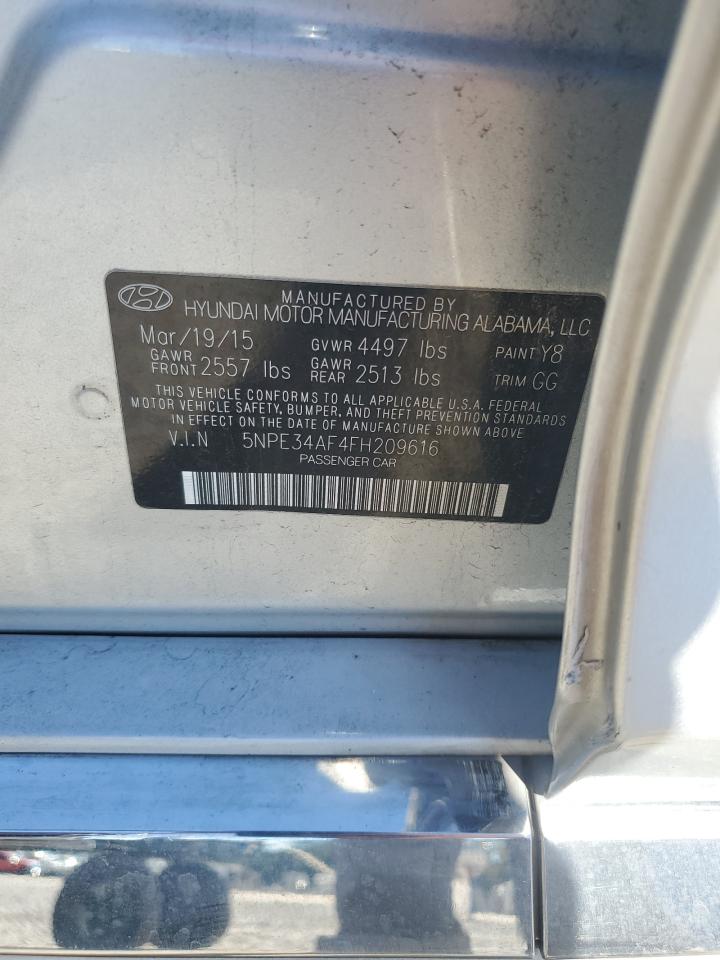 MANUFACTURED BY
HYUNDAI MOTOR MANUFACTURING ALABAMA, LLC
Mar/19/15 GVWR 4497 lbs PAINT Y8
GAWR FRONT 2557 lbs GAWR REAR 2513 lbs TRIM GG
THIS VEHICLE CONFORMS TO ALL APPLICABLE U.S.A. FEDERAL
MOTOR VEHICLE SAFETY, BUMPER, AND THEFT PREVENTION STANDARDS
IN EFFECT ON THE DATE OF MANUFACTURE SHOWN ABOVE.
V.I.N 5NPE34AF4FH209616
PASSENGER CAR